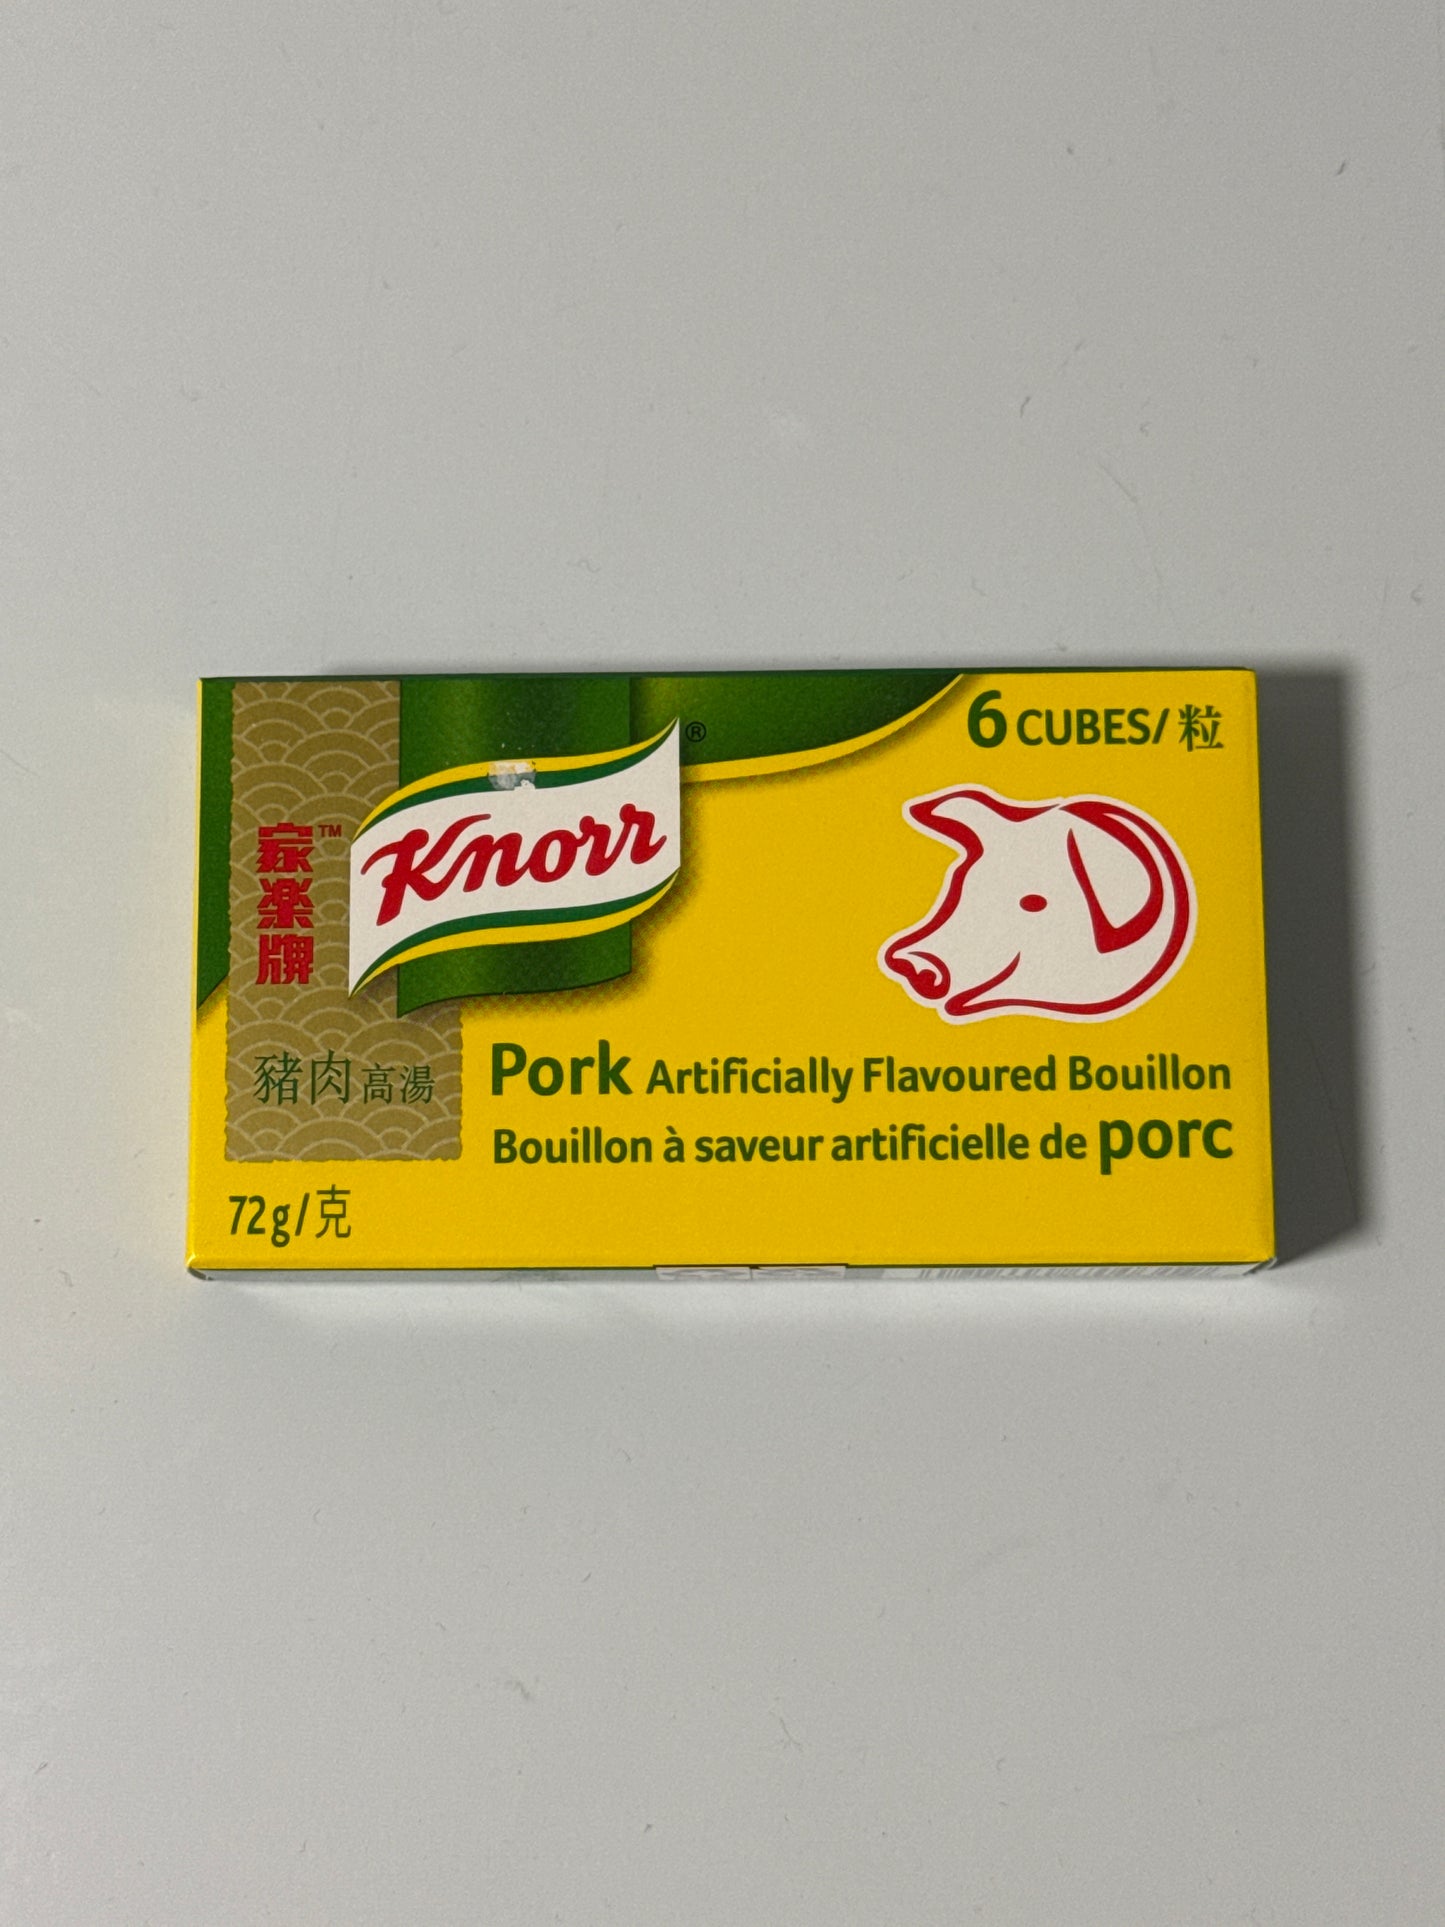 6 CUBES/粒
Knorr®
家樂牌™
豬肉高湯
Pork Artificially Flavoured Bouillon
Bouillon à saveur artificielle de porc
72g/克